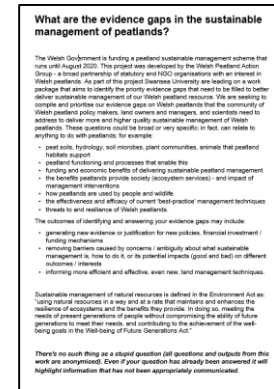 What are the evidence gaps in the sustainable
management of peatlands?
The Welsh Government is funding a peatland sustainable management scheme that
runs until August 2020. This project was developed by the Welsh Peatland Action
Group - a broad partnership of statutory and NGO organisations with an interest in
Welsh peatlands. As part of this project Swansea University are leading on a work
package that aims to identify the priority evidence gaps that need to be filled to better
deliver sustainable management of our Welsh peatland resource. We are seeking to
compile and prioritise our evidence gaps on Welsh peatlands that the community of
Welsh peatland policy makers, land owners and managers, and scientists need to
address to deliver more and higher quality sustainable management of Welsh
peatlands. These questions could be broad or very specific; in fact, can relate to
anything to do with peatlands; for example:
- peat soils, hydrology, soil microbes, plant communities, animals that peatland
habitats support
- peatland functioning and processes that enable this
- funding and economic benefits of delivering sustainable peatland management
- the benefits peatlands provide society (ecosystem services) - and impact of
management interventions
- how peatlands are used by people and wildlife
- the effectiveness and efficacy of current 'best-practice' management techniques
- threats to and resilience of Welsh peatlands.
The outcomes of identifying and answering your evidence gaps may include:
- generating new evidence or justification for new policies, financial investment /
funding mechanisms
- removing barriers caused by concerns / ambiguity about what sustainable
management is, how to do it, or its potential impacts (good and bad) on different
outcomes / interests
- informing more efficient and effective, even new, land management techniques.
Sustainable management of natural resources is defined in the Environment Act as:
"using natural resources in a way and at a rate that maintains and enhances the
resilience of ecosystems and the benefits they provide. In doing so, meeting the
needs of present generations of people without compromising the ability of future
generations to meet their needs, and contributing to the achievement of the well-
being goals in the Well-being of Future Generations Act."
There's no such thing as a stupid question (all questions and outputs from this
work are anonymised). Even if your question has already been answered it will
highlight information that has not been appropriately communicated.